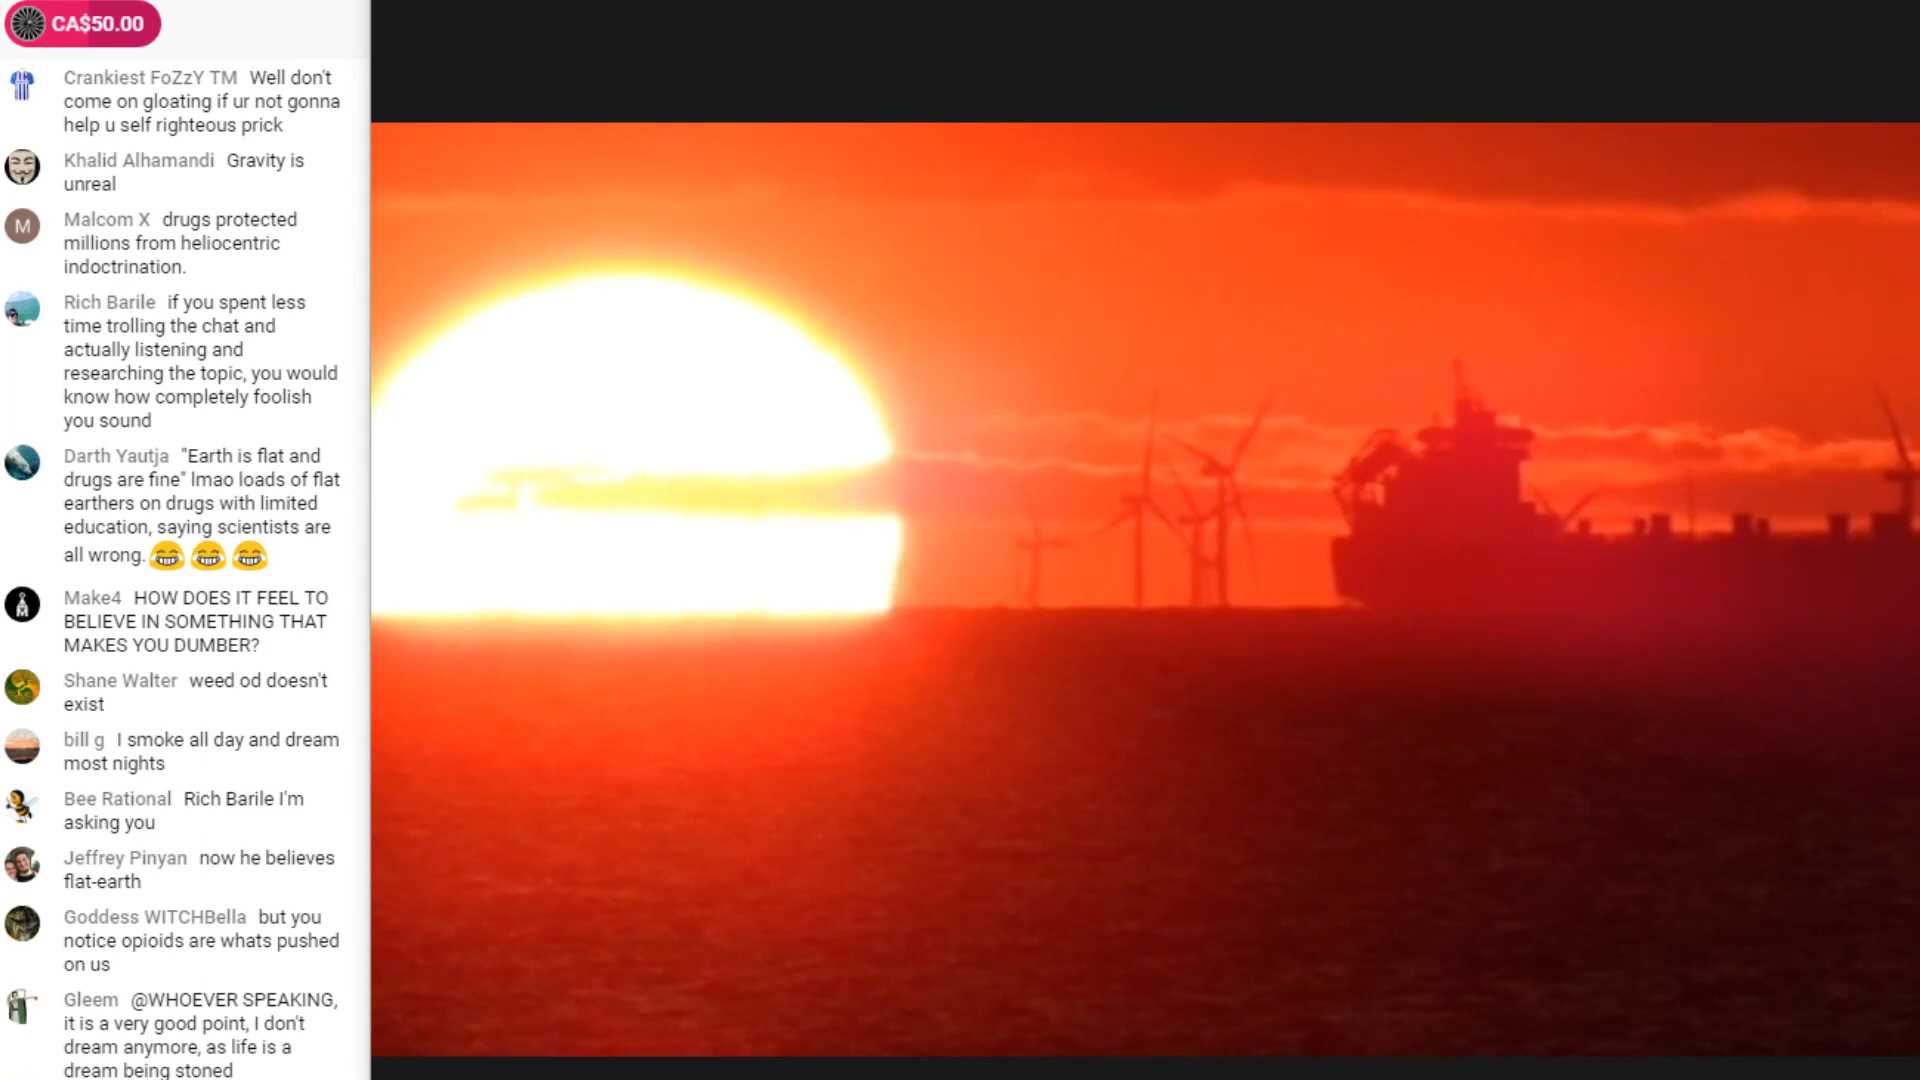 CA$50.00
Crankiest FoZzY TM Well don't
come on gloating if ur not gonna
help u self righteous prick
Khalid Alhamandi Gravity is
unreal
M
Malcom X drugs protected
millions from heliocentric
indoctrination.
Rich Barile if you spent less
time trolling the chat and
actually listening and
researching the topic, you would
know how completely foolish
you sound
Darth Yautja "Earth is flat and
drugs are fine" lmao loads of flat
earthers on drugs with limited
education, saying scientists are
all wrong.
Make4 HOW DOES IT FEEL TO
BELIEVE IN SOMETHING THAT
MAKES YOU DUMBER?
Shane Walter weed od doesn't
exist
bill g I smoke all day and dream
most nights
Bee Rational Rich Barile I'm
asking you
Jeffrey Pinyan now he believes
flat-earth
Goddess WITCHBella but you
notice opioids are whats pushed
on us
Gleem @WHOEVER SPEAKING,
it is a very good point, I don't
dream anymore, as life is a
dream being stoned